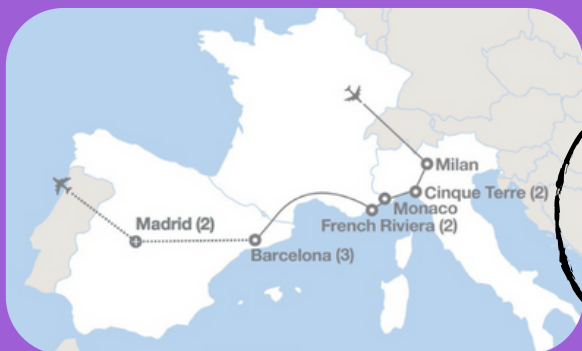 Milan
Cinque Terre (2)
Monaco
French Riviera (2)
Madrid (2)
Barcelona (3)